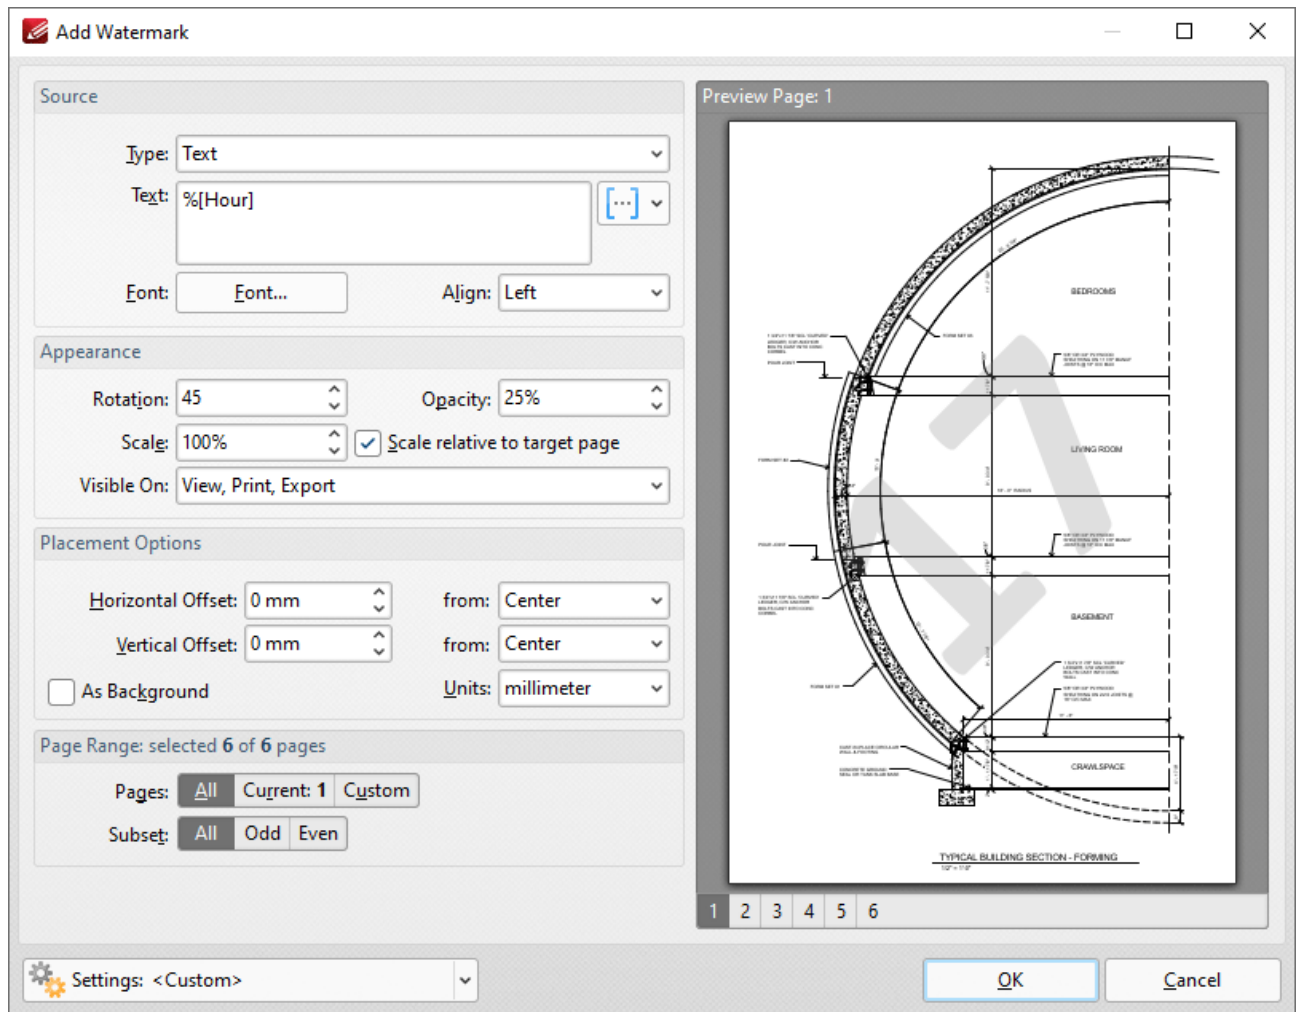 Add Watermark
Source
Type: Text
Text: %[Hour]
Font: Font... Align: Left
Appearance
Rotation: 45 Opacity: 25%
Scale: 100% Scale relative to target page
Visible On: View, Print, Export
Placement Options
Horizontal Offset: 0 mm from: Center
Vertical Offset: 0 mm from: Center
As Background Units: millimeter
Page Range: selected 6 of 6 pages
Pages: All Current: 1 Custom
Subset: All Odd Even
Preview Page: 1
BEDROOMS
LIVING ROOM
17
BASEMENT
CRAWLSPACE
TYPICAL BUILDING SECTION - FORMING
1 2 3 4 5 6
Settings: <Custom>
OK Cancel